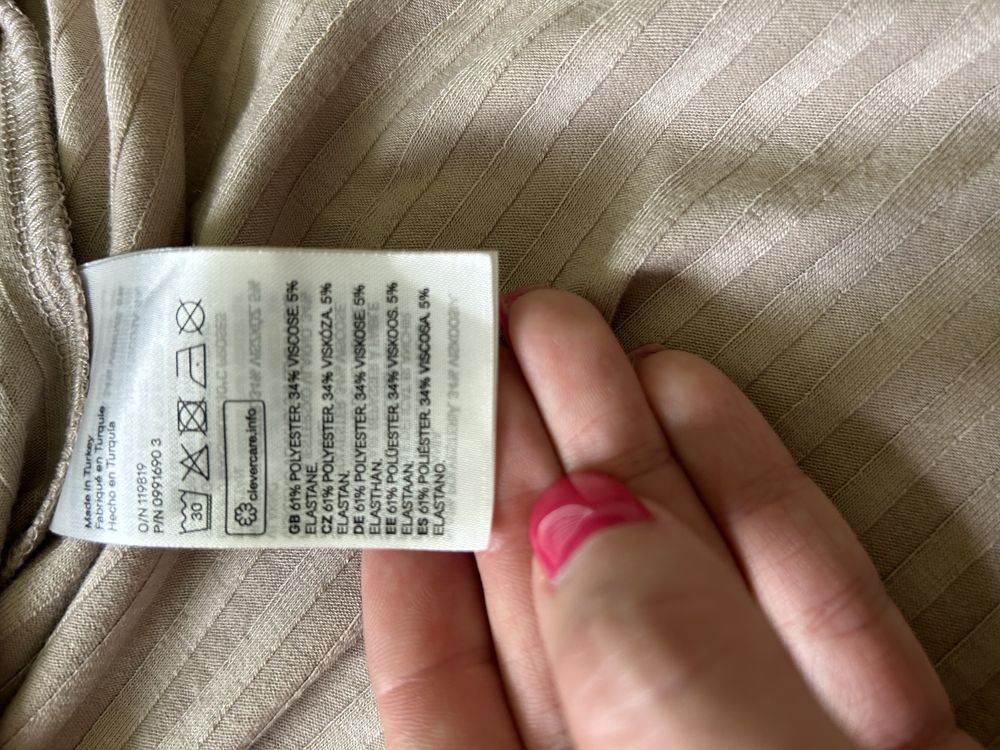 Made in Turkey
Fabriqué en Turquie
Hecho en Turquía
O/N 119819
P/N 0991690 3
30
clevercare.info
GB 61% POLYESTER. 34% VISCOSE. 5%
ELASTANE.
CZ 61% POLYESTER. 34% VISKÓZA. 5%
ELASTAN.
DE 61% POLYESTER. 34% VISKOSE. 5%
ELASTHAN.
EE 61% POLÜESTER. 34% VISKOOS. 5%
ELASTAAN.
ES 61% POLIÉSTER. 34% VISCOSA. 5%
ELASTANO.